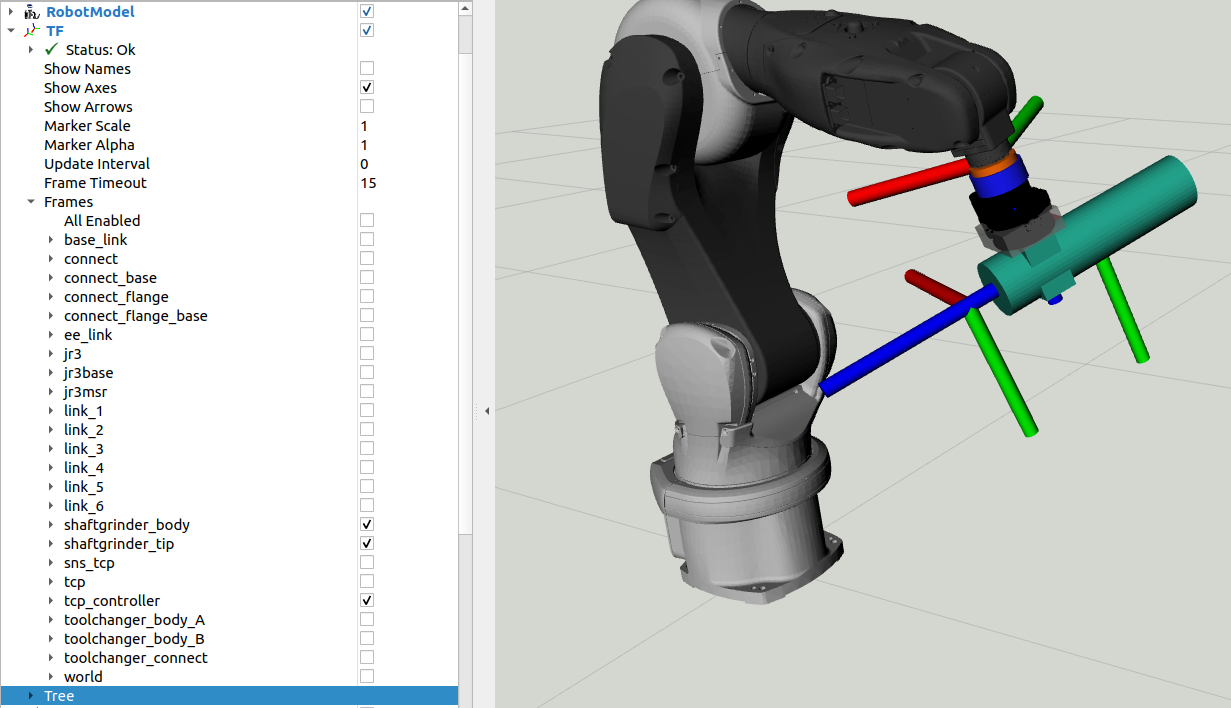 RobotModel
TF
Status: Ok
Show Names
Show Axes
Show Arrows
Marker Scale 1
Marker Alpha 1
Update Interval 0
Frame Timeout 15
Frames
All Enabled
base_link
connect
connect_base
connect_flange
connect_flange_base
ee_link
jr3
jr3base
jr3msr
link_1
link_2
link_3
link_4
link_5
link_6
shaftgrinder_body
shaftgrinder_tip
sns_tcp
tcp
tcp_controller
toolchanger_body_A
toolchanger_body_B
toolchanger_connect
world
Tree